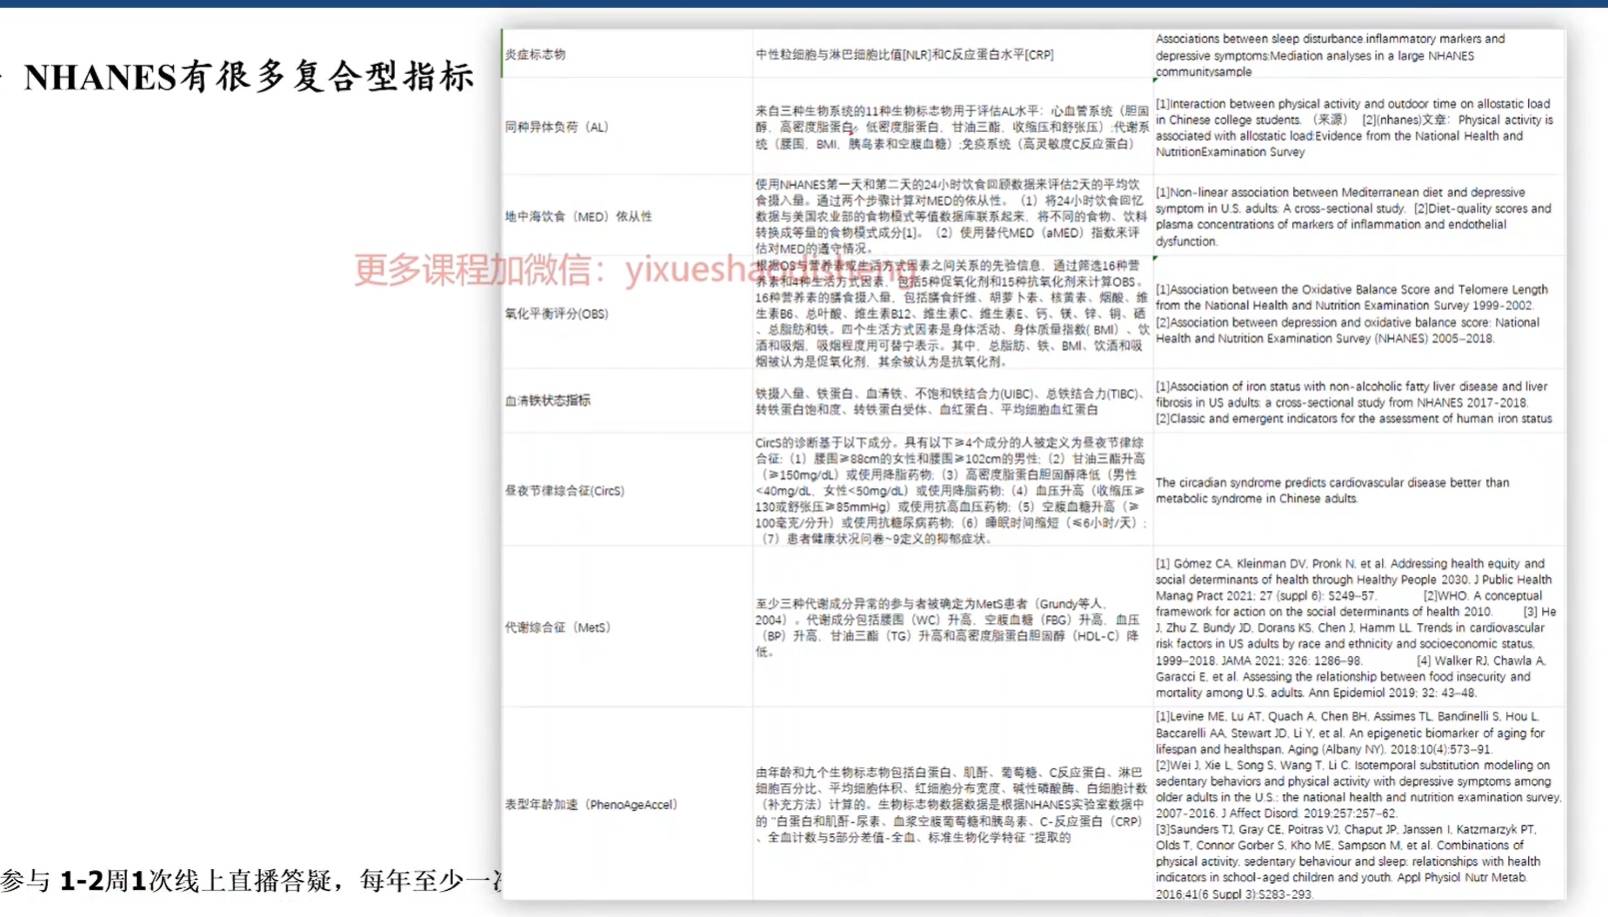 NHANES有很多复合型指标
炎症标志物
中性粒细胞与淋巴细胞比值[NLR]和C反应蛋白水平[CRP]
Associations between sleep disturbance.inflammatory markers and
depressive symptoms:Mediation analyses in a large NHANES
communitysample
同种异体负荷（AL）
来自三种生物系统的11种生物标志物用于评估AL水平：心血管系统（胆固
醇，高密度脂蛋白，低密度脂蛋白，甘油三酯，收缩压和舒张压）;代谢系
统（腰围，BMI，胰岛素和空腹血糖）;免疫系统（高灵敏度C反应蛋白）
[1]Interaction between physical activity and outdoor time on allostatic load
in Chinese college students. （来源） [2](nhanes)文章：Physical activity is
associated with allostatic load:Evidence from the National Health and
NutritionExamination Survey
地中海饮食（MED）依从性
使用NHANES第一天和第二天的24小时饮食回顾数据来评估2天的平均饮
食摄入量。通过两个步骤计算对MED的依从性。（1）将24小时饮食回忆
数据与美国农业部的食物模式等值数据库联系起来，将不同的食物、饮料
转换成等量的食物模式成分[1]。（2）使用替代MED（aMED）指数来评
估对MED的遵守情况。
[1]Non-linear association between Mediterranean diet and depressive
symptom in U.S. adults: A cross-sectional study. [2]Diet-quality scores and
plasma concentrations of markers of inflammation and endothelial
dysfunction.
更多课程加微信：yixueshaodisheng
氧化平衡评分(OBS)
根据OS与营养素或生活方式因素之间关系的先验信息，通过筛选16种营
养素和4种生活方式因素，包括5种促氧化剂和15种抗氧化剂来计算OBS。
16种营养素的膳食摄入量，包括膳食纤维、胡萝卜素、核黄素、烟酸、维
生素B6、总叶酸、维生素B12、维生素C、维生素E、钙、镁、锌、铜、硒
、总脂肪和铁。四个生活方式因素是身体活动、身体质量指数( BMI）、饮
酒和吸烟，吸烟程度用可替宁表示。其中，总脂肪、铁、BMI、饮酒和吸
烟被认为是促氧化剂，其余被认为是抗氧化剂。
[1]Association between the Oxidative Balance Score and Telomere Length
from the National Health and Nutrition Examination Survey 1999-2002.
[2]Association between depression and oxidative balance score: National
Health and Nutrition Examination Survey (NHANES) 2005–2018.
血清铁状态指标
铁摄入量、铁蛋白、血清铁、不饱和铁结合力(UIBC)、总铁结合力(TIBC)、
转铁蛋白饱和度、转铁蛋白受体、血红蛋白、平均细胞血红蛋白
[1]Association of iron status with non-alcoholic fatty liver disease and liver
fibrosis in US adults: a cross-sectional study from NHANES 2017-2018.
[2]Classic and emergent indicators for the assessment of human iron status
昼夜节律综合征(CircS)
CircS的诊断基于以下成分。具有以下≥4个成分的人被定义为昼夜节律综
合征:（1）腰围≥88cm的女性和腰围≥102cm的男性;（2）甘油三酯升高
（≥150mg/dL）或使用降脂药物;（3）高密度脂蛋白胆固醇降低（男性
<40mg/dL，女性<50mg/dL）或使用降脂药物;（4）血压升高（收缩压≥
130或舒张压≥85mmHg）或使用抗高血压药物;（5）空腹血糖升高（≥
100毫克/分升）或使用抗糖尿病药物;（6）睡眠时间缩短（≤6小时/天）;
（7）患者健康状况问卷~9定义的抑郁症状。
The circadian syndrome predicts cardiovascular disease better than
metabolic syndrome in Chinese adults.
代谢综合征（MetS）
至少三种代谢成分异常的参与者被确定为MetS患者（Grundy等人，
2004）。代谢成分包括腰围（WC）升高，空腹血糖（FBG）升高，血压
（BP）升高，甘油三酯（TG）升高和高密度脂蛋白胆固醇（HDL-C）降
低。
[1] Gómez CA, Kleinman DV, Pronk N, et al. Addressing health equity and
social determinants of health through Healthy People 2030. J Public Health
Manag Pract 2021; 27 (suppl 6): S249–57. [2]WHO. A conceptual
framework for action on the social determinants of health 2010. [3] He
J, Zhu Z, Bundy JD, Dorans KS, Chen J, Hamm LL. Trends in cardiovascular
risk factors in US adults by race and ethnicity and socioeconomic status,
1999–2018. JAMA 2021; 326: 1286–98. [4] Walker RJ, Chawla A,
Garacci E, et al. Assessing the relationship between food insecurity and
mortality among U.S. adults. Ann Epidemiol 2019; 32: 43–48.
表型年龄加速（PhenoAgeAccel）
由年龄和九个生物标志物包括白蛋白、肌酐、葡萄糖、C反应蛋白、淋巴
细胞百分比、平均细胞体积、红细胞分布宽度、碱性磷酸酶、白细胞计数
（补充方法）计算的。生物标志物数据数据是根据NHANES实验室数据中
的 "白蛋白和肌酐-尿素、血浆空腹葡萄糖和胰岛素、C-反应蛋白（CRP）
、全血计数与5部分差值-全血、标准生物化学特征 "提取的
[1]Levine ME, Lu AT, Quach A, Chen BH, Assimes TL, Bandinelli S, Hou L,
Baccarelli AA, Stewart JD, Li Y, et al. An epigenetic biomarker of aging for
lifespan and healthspan. Aging (Albany NY). 2018;10(4):573–91.
[2]Wei J, Xie L, Song S, Wang T, Li C. Isotemporal substitution modeling on
sedentary behaviors and physical activity with depressive symptoms among
older adults in the U.S.: the national health and nutrition examination survey,
2007-2016. J Affect Disord. 2019;257:257–62.
[3]Saunders TJ, Gray CE, Poitras VJ, Chaput JP, Janssen I, Katzmarzyk PT,
Olds T, Connor Gorber S, Kho ME, Sampson M, et al. Combinations of
physical activity, sedentary behaviour and sleep: relationships with health
indicators in school-aged children and youth. Appl Physiol Nutr Metab.
2016;41(6 Suppl 3):S283-293.
参与 1-2周1次线上直播答疑，每年至少一